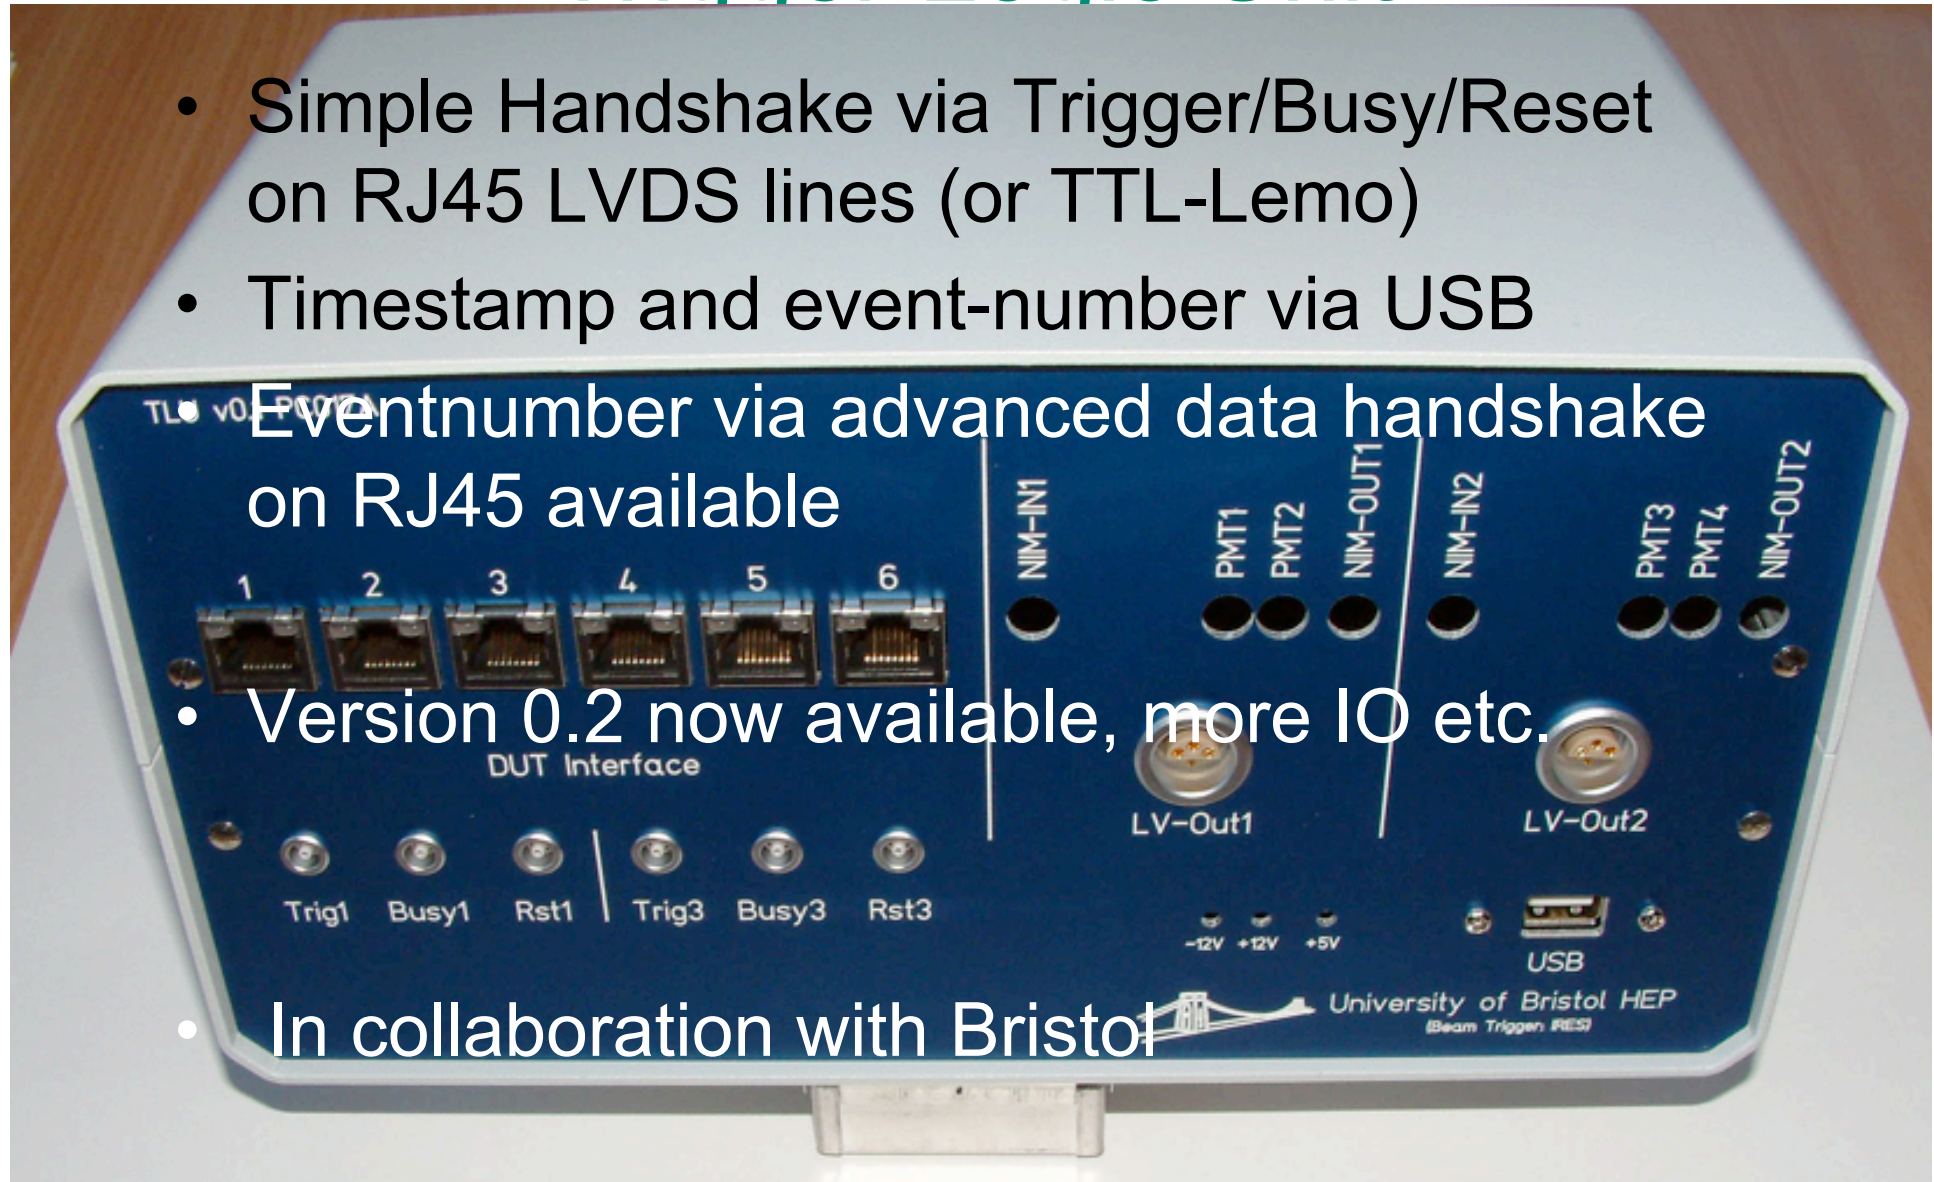 • Simple Handshake via Trigger/Busy/Reset
on RJ45 LVDS lines (or TTL-Lemo)
• Timestamp and event-number via USB
• Eventnumber via advanced data handshake
on RJ45 available
• Version 0.2 now available, more IO etc.
• In collaboration with Bristol
1 2 3 4 5 6
DUT Interface
Trig1 Busy1 Rst1 Trig3 Busy3 Rst3
NIM-IN1 PMT1 PMT2 NIM-OUT1
NIM-IN2 PMT3 PMT4 NIM-OUT2
LV-Out1 LV-Out2
-12V +12V +5V
USB
University of Bristol HEP
(Beam Trigger